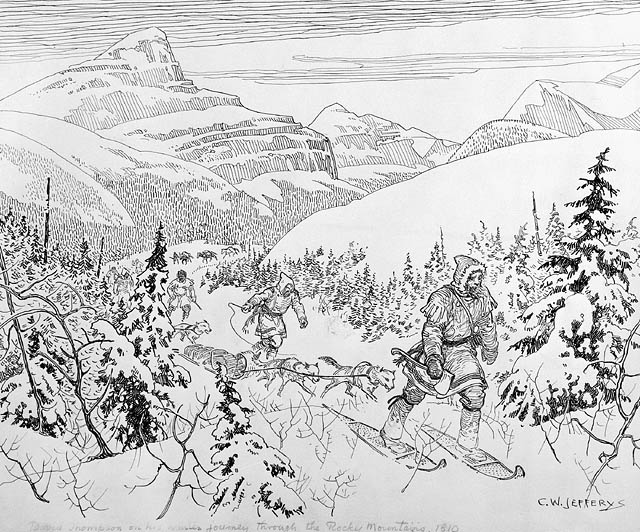 C.W. JEFFERYS
David Thompson on his journey through the Rocky Mountains, 1810